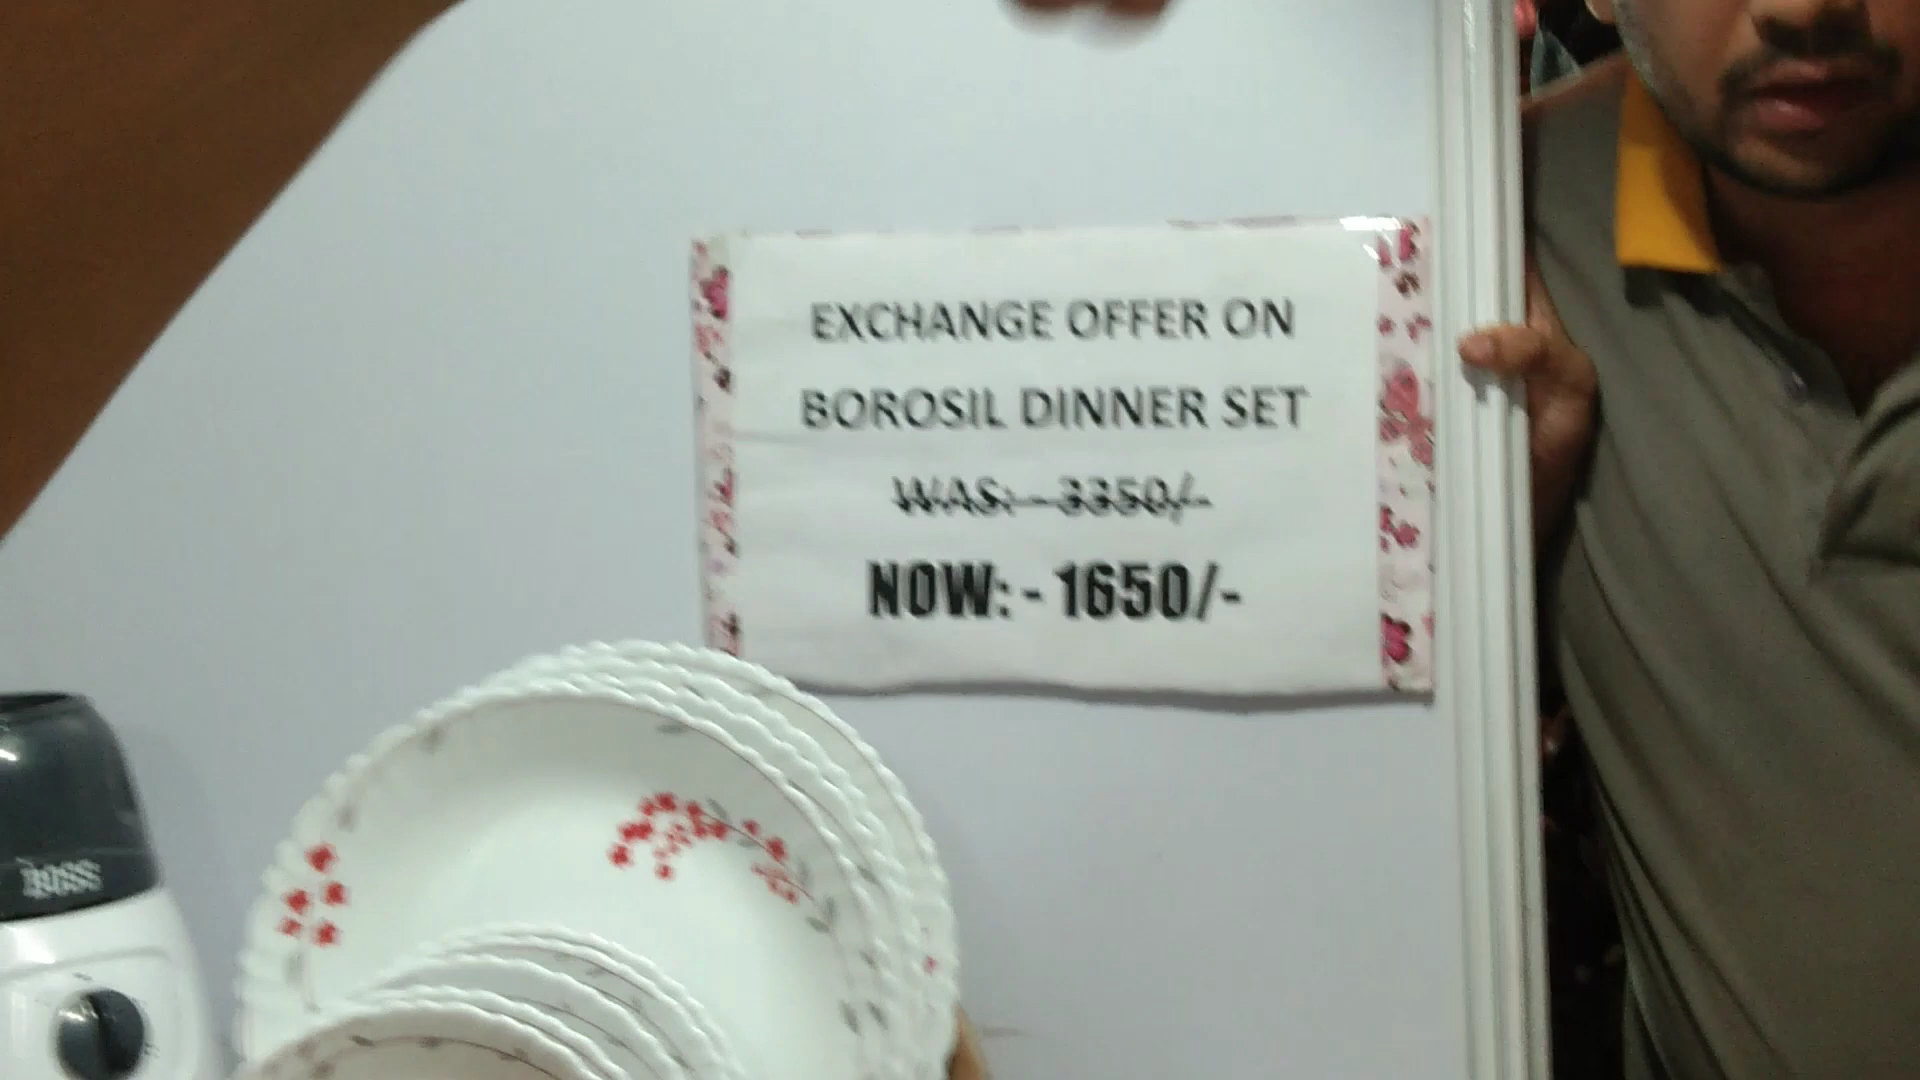 EXCHANGE OFFER ON
BOROSIL DINNER SET
WAS: - 3350/-
NOW: - 1650/-
BOSS